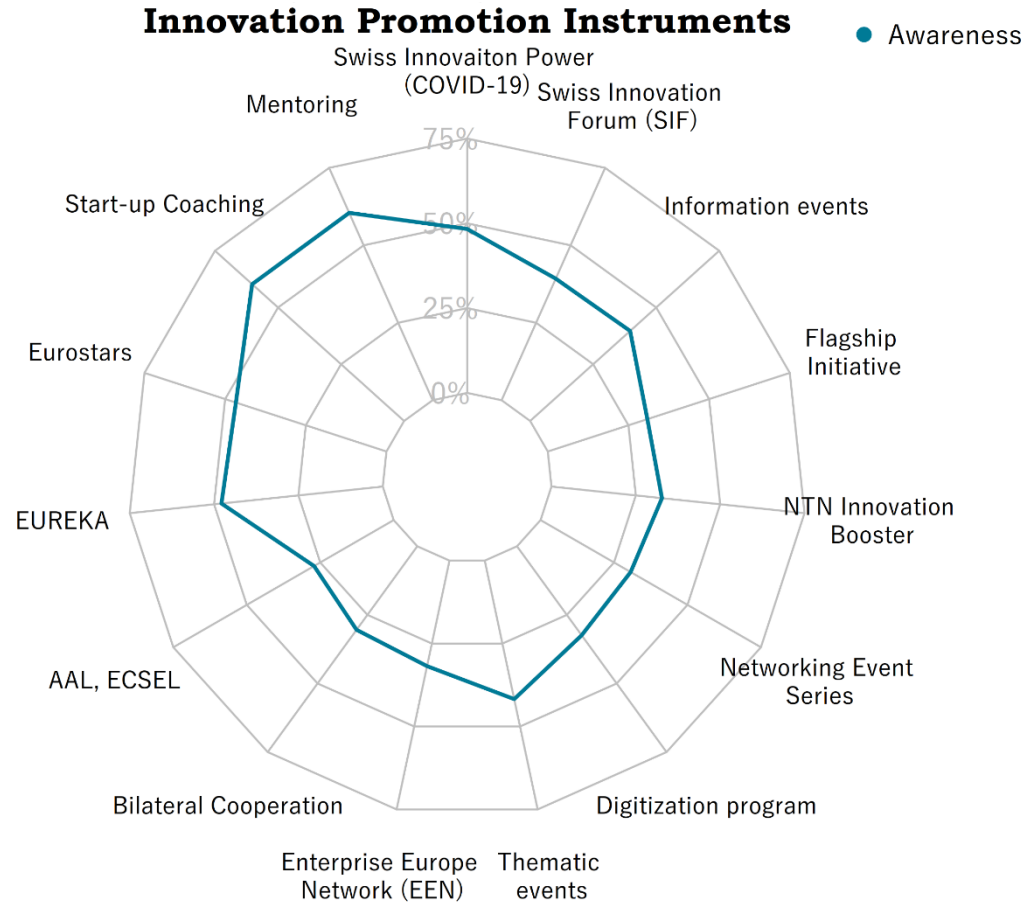 Innovation Promotion Instruments
Awareness
Swiss Innovaiton Power
(COVID-19)
Swiss Innovation
Forum (SIF)
Mentoring
75%
Start-up Coaching
Information events
50%
25%
Eurostars
Flagship
Initiative
0%
EUREKA
NTN Innovation
Booster
AAL, ECSEL
Networking Event
Series
Bilateral Cooperation
Digitization program
Enterprise Europe
Network (EEN)
Thematic
events